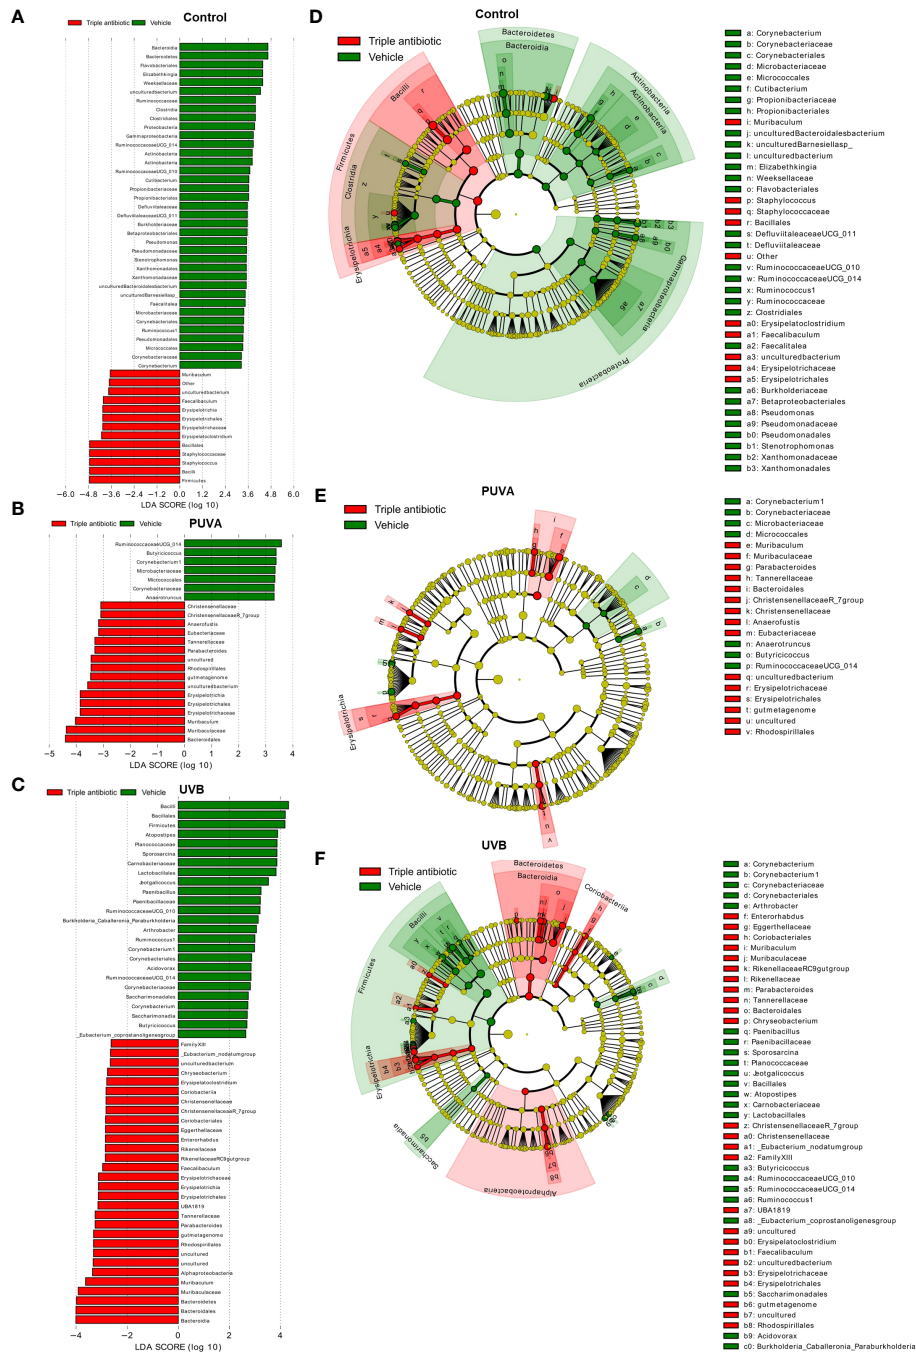 A
Control
Triple antibiotic
Vehicle
Bacteroidia
Bacteroidetes
Flavobacteriales
Elizabethkingia
Weeksellaceae
unculturedbacterium
Ruminococcaceae
Clostridia
Clostridiales
Proteobacteria
Gammaproteobacteria
RuminococcaceaeUCG_014
Actinobacteria
Actinobacteria
RuminococcaceaeUCG_010
Cutibacterium
Propionibacteriaceae
Propionibacteriales
Defluviitaleaceae
DefluviitaleaceaeUCG_011
Burkholderiaceae
Betaproteobacteriales
Pseudomonas
Pseudomonadaceae
Stenotrophomonas
Xanthomonadales
Xanthomonadaceae
unculturedBacteroidalesbacterium
unculturedBarnesiellasp_
Faecalitalea
Microbacteriaceae
Corynebacteriales
Ruminococcus1
Pseudomonadales
Micrococcales
Corynebacteriaceae
Corynebacterium
Muribaculum
Other
unculturedbacterium
Faecalibaculum
Erysipelotrichia
Erysipelotrichales
Erysipelotrichaceae
Erysipelatoclostridium
Bacillales
Staphylococcaceae
Staphylococcus
Bacilli
Firmicutes
−6.0 −4.8 −3.6 −2.4 −1.2 0.0 1.2 2.4 3.6 4.8 6.0
LDA SCORE (log 10)
B
PUVA
Triple antibiotic
Vehicle
RuminococcaceaeUCG_014
Butyricicoccus
Corynebacterium1
Microbacteriaceae
Micrococcales
Corynebacteriaceae
Anaerotruncus
Christensenellaceae
ChristensenellaceaeR_7group
Anaerofustis
Eubacteriaceae
Tannerellaceae
Parabacteroides
uncultured
Rhodospirillales
gutmetagenome
unculturedbacterium
Erysipelotrichia
Erysipelotrichales
Erysipelotrichaceae
Muribaculum
Muribaculaceae
Bacteroidales
−5 −4 −3 −2 −1 0 1 2 3 4
LDA SCORE (log 10)
C
UVB
Triple antibiotic
Vehicle
Bacilli
Bacillales
Firmicutes
Atopostipes
Planococcaceae
Sporosarcina
Carnobacteriaceae
Lactobacillales
Jeotgalicoccus
Paenibacillus
Paenibacillaceae
RuminococcaceaeUCG_010
Burkholderia_Caballeronia_Paraburkholderia
Arthrobacter
Ruminococcus1
Corynebacterium1
Corynebacteriales
Acidovorax
RuminococcaceaeUCG_014
Corynebacteriaceae
Saccharimonadales
Corynebacterium
Saccharimonadia
Butyricicoccus
_Eubacterium_coprostanoligenesgroup
FamilyXIII
_Eubacterium_nodatumgroup
unculturedbacterium
Chryseobacterium
Erysipelatoclostridium
Coriobacteriia
Christensenellaceae
ChristensenellaceaeR_7group
Coriobacteriales
Eggerthellaceae
Enterorhabdus
Rikenellaceae
RikenellaceaeRC9gutgroup
Faecalibaculum
Erysipelotrichaceae
Erysipelotrichia
Erysipelotrichales
UBA1819
Tannerellaceae
Parabacteroides
gutmetagenome
Rhodospirillales
uncultured
uncultured
Alphaproteobacteria
Muribaculum
Muribaculaceae
Bacteroidetes
Bacteroidales
Bacteroidia
−4 −2 0 2 4
LDA SCORE (log 10)
D
Control
Triple antibiotic
Vehicle
Bacteroidetes
Bacteroidia
Actinobacteria
Actinobacteria
Bacilli
Firmicutes
Clostridia
Erysipelotrichia
Gammaproteobacteria
Proteobacteria
a: Corynebacterium
b: Corynebacteriaceae
c: Corynebacteriales
d: Microbacteriaceae
e: Micrococcales
f: Cutibacterium
g: Propionibacteriaceae
h: Propionibacteriales
i: Muribaculum
j: unculturedBacteroidalesbacterium
k: unculturedBarnesiellasp_
l: unculturedbacterium
m: Elizabethkingia
n: Weeksellaceae
o: Flavobacteriales
p: Staphylococcus
q: Staphylococcaceae
r: Bacillales
s: DefluviitaleaceaeUCG_011
t: Defluviitaleaceae
u: Other
v: RuminococcaceaeUCG_010
w: RuminococcaceaeUCG_014
x: Ruminococcus1
y: Ruminococcaceae
z: Clostridiales
a0: Erysipelatoclostridium
a1: Faecalibaculum
a2: Faecalitalea
a3: unculturedbacterium
a4: Erysipelotrichaceae
a5: Erysipelotrichales
a6: Burkholderiaceae
a7: Betaproteobacteriales
a8: Pseudomonas
a9: Pseudomonadaceae
b0: Pseudomonadales
b1: Stenotrophomonas
b2: Xanthomonadaceae
b3: Xanthomonadales
E
PUVA
Triple antibiotic
Vehicle
Erysipelotrichia
a: Corynebacterium1
b: Corynebacteriaceae
c: Microbacteriaceae
d: Micrococcales
e: Muribaculum
f: Muribaculaceae
g: Parabacteroides
h: Tannerellaceae
i: Bacteroidales
j: ChristensenellaceaeR_7group
k: Christensenellaceae
l: Anaerofustis
m: Eubacteriaceae
n: Anaerotruncus
o: Butyricicoccus
p: RuminococcaceaeUCG_014
q: unculturedbacterium
r: Erysipelotrichaceae
s: Erysipelotrichales
t: gutmetagenome
u: uncultured
v: Rhodospirillales
F
UVB
Triple antibiotic
Vehicle
Bacteroidetes
Bacteroidia
Coriobacteriia
Bacilli
Firmicutes
Erysipelotrichia
Saccharimonadia
Alphaproteobacteria
a: Corynebacterium
b: Corynebacterium1
c: Corynebacteriaceae
d: Corynebacteriales
e: Arthrobacter
f: Enterorhabdus
g: Eggerthellaceae
h: Coriobacteriales
i: Muribaculum
j: Muribaculaceae
k: RikenellaceaeRC9gutgroup
l: Rikenellaceae
m: Parabacteroides
n: Tannerellaceae
o: Bacteroidales
p: Chryseobacterium
q: Paenibacillus
r: Paenibacillaceae
s: Sporosarcina
t: Planococcaceae
u: Jeotgalicoccus
v: Bacillales
w: Atopostipes
x: Carnobacteriaceae
y: Lactobacillales
z: ChristensenellaceaeR_7group
a0: Christensenellaceae
a1: _Eubacterium_nodatumgroup
a2: FamilyXIII
a3: Butyricicoccus
a4: RuminococcaceaeUCG_010
a5: RuminococcaceaeUCG_014
a6: Ruminococcus1
a7: UBA1819
a8: _Eubacterium_coprostanoligenesgroup
a9: uncultured
b0: Erysipelatoclostridium
b1: Faecalibaculum
b2: unculturedbacterium
b3: Erysipelotrichaceae
b4: Erysipelotrichales
b5: Saccharimonadales
b6: gutmetagenome
b7: uncultured
b8: Rhodospirillales
b9: Acidovorax
c0: Burkholderia_Caballeronia_Paraburkholderia